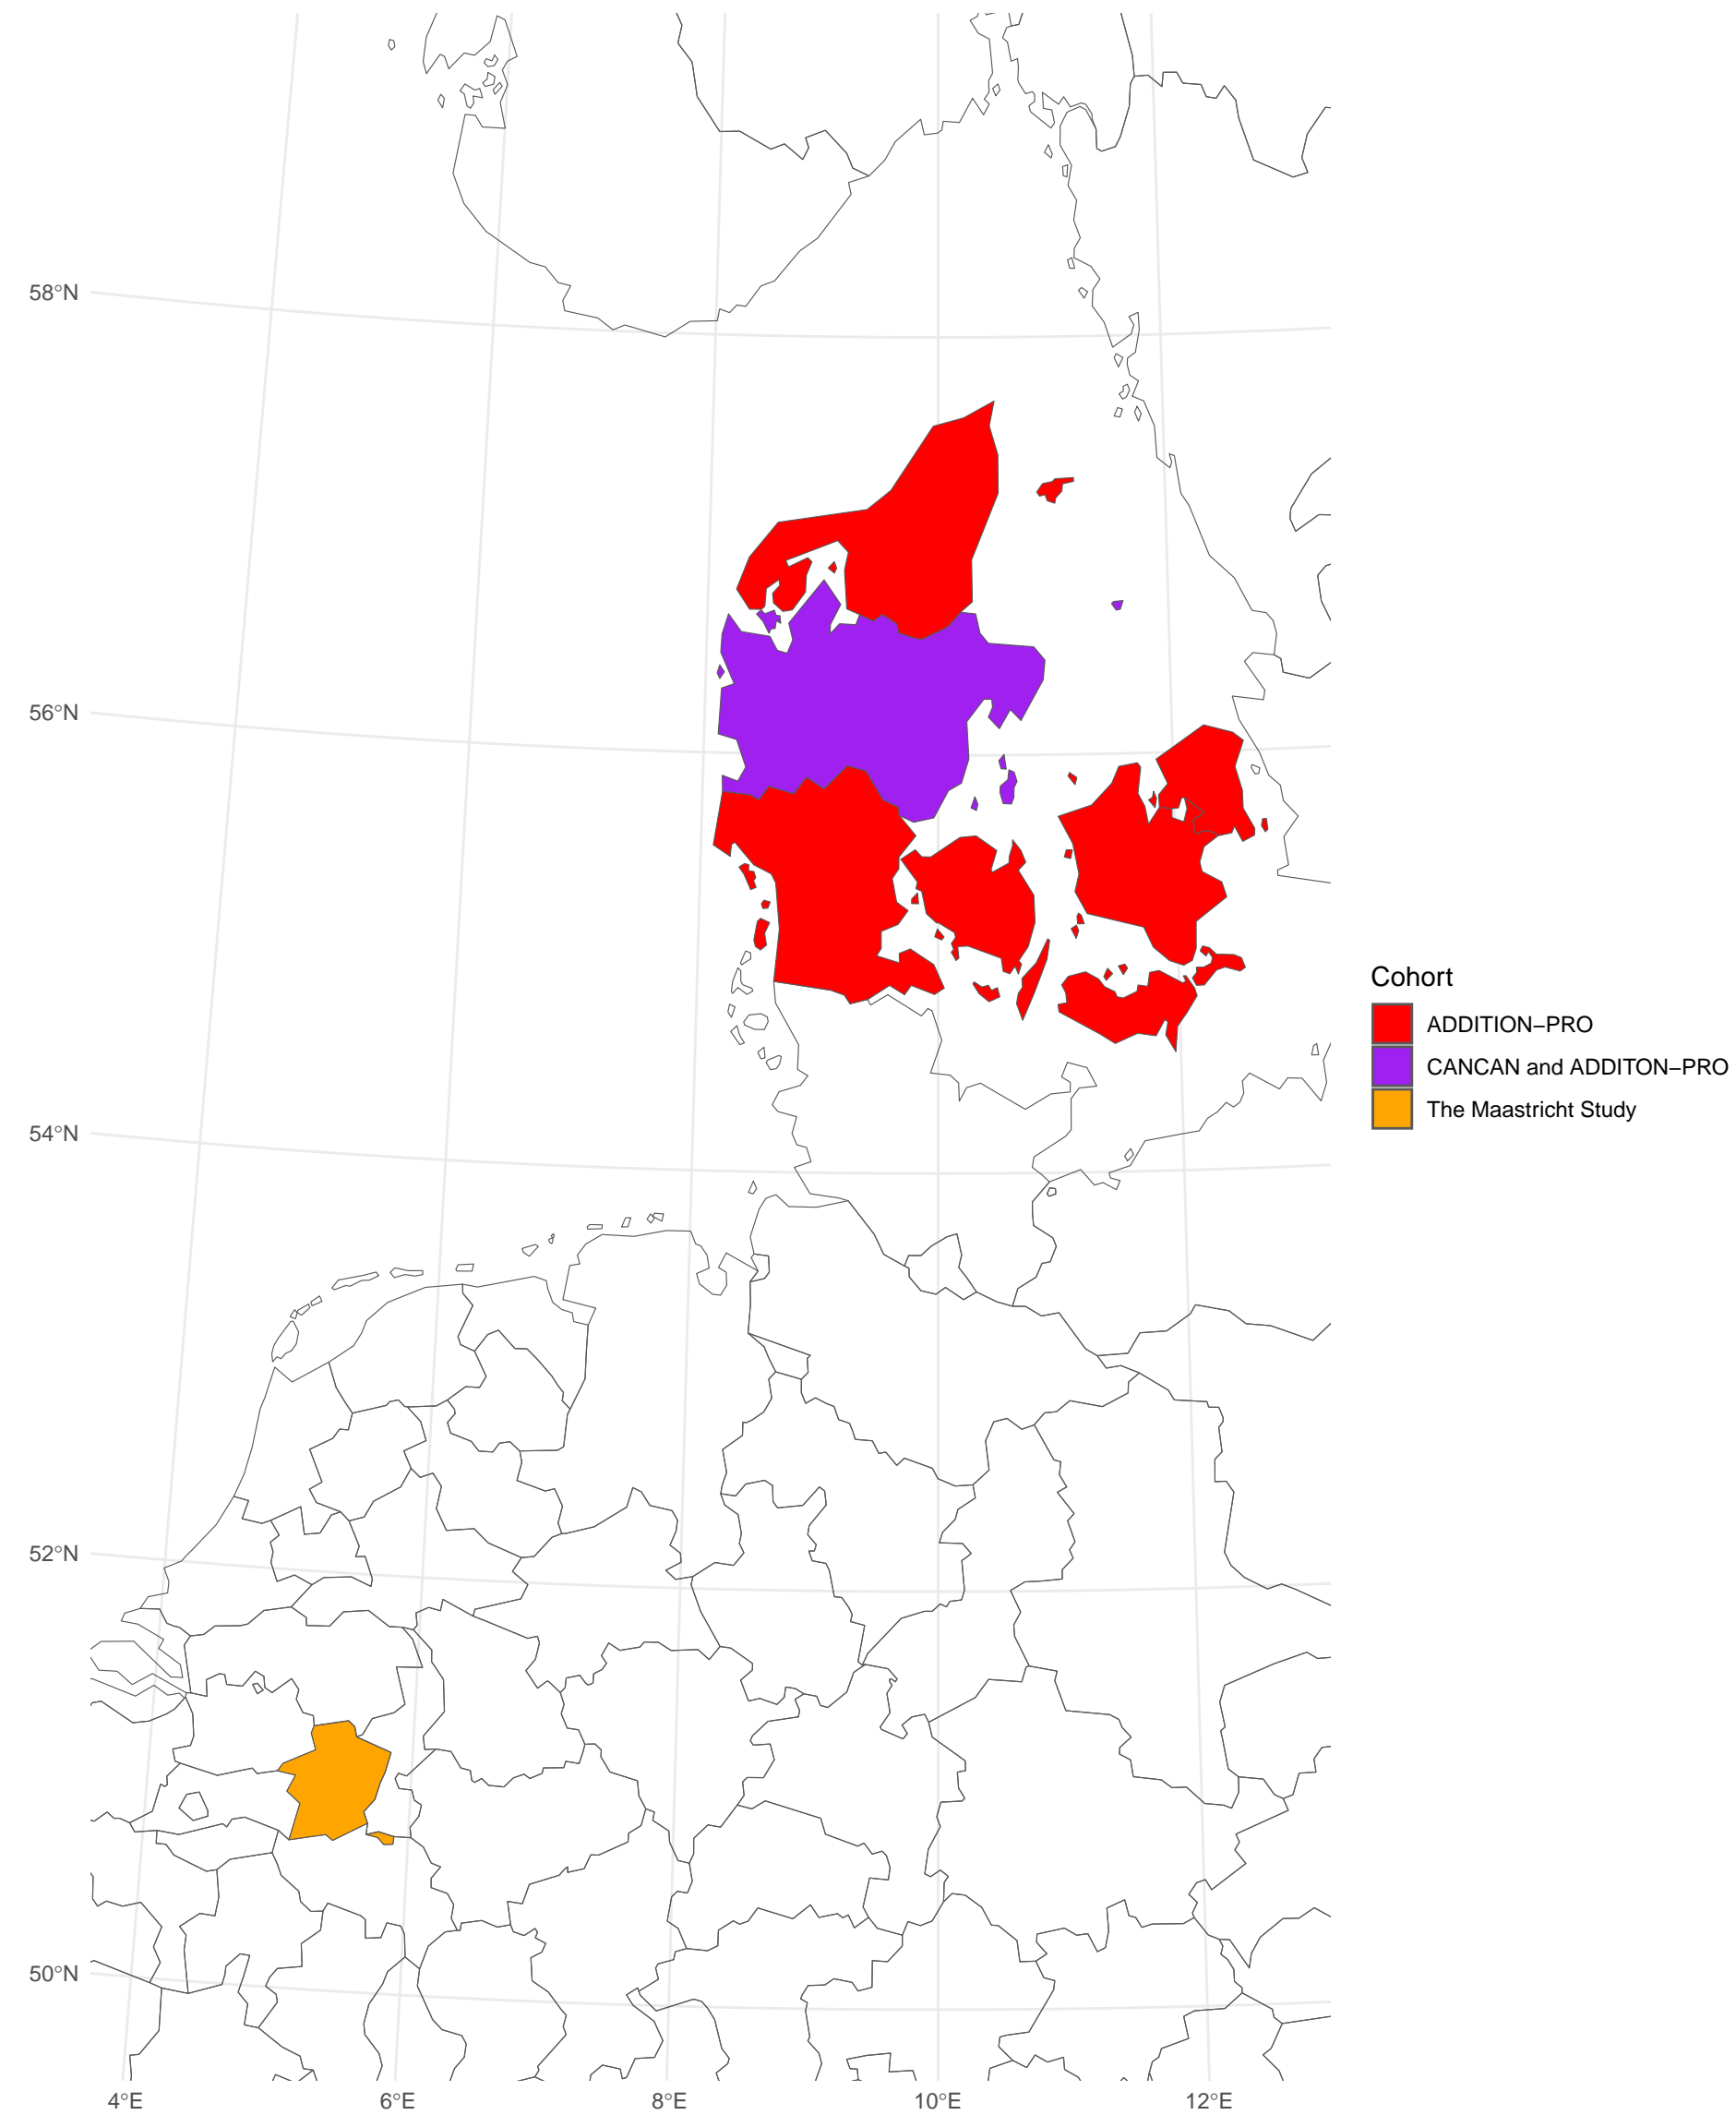 58°N
56°N
54°N
52°N
50°N
4°E
6°E
8°E
10°E
12°E
Cohort
ADDITION−PRO
CANCAN and ADDITON−PRO
The Maastricht Study